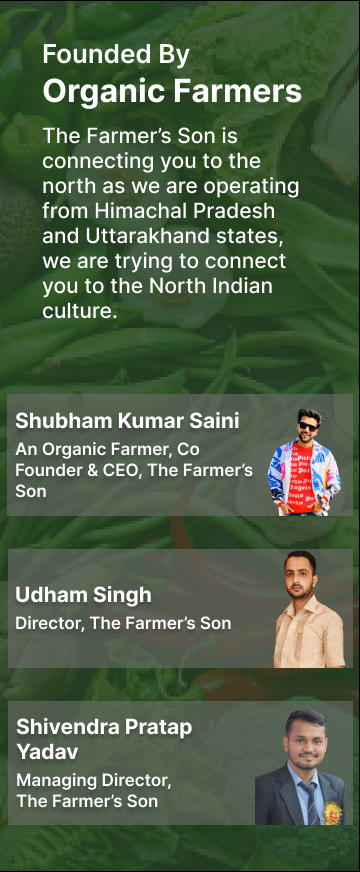 Founded By
Organic Farmers
The Farmer’s Son is
connecting you to the
north as we are operating
from Himachal Pradesh
and Uttarakhand states,
we are trying to connect
you to the North Indian
culture.
Shubham Kumar Saini
An Organic Farmer, Co
Founder & CEO, The Farmer’s
Son
Udham Singh
Director, The Farmer’s Son
Shivendra Pratap
Yadav
Managing Director,
The Farmer’s Son